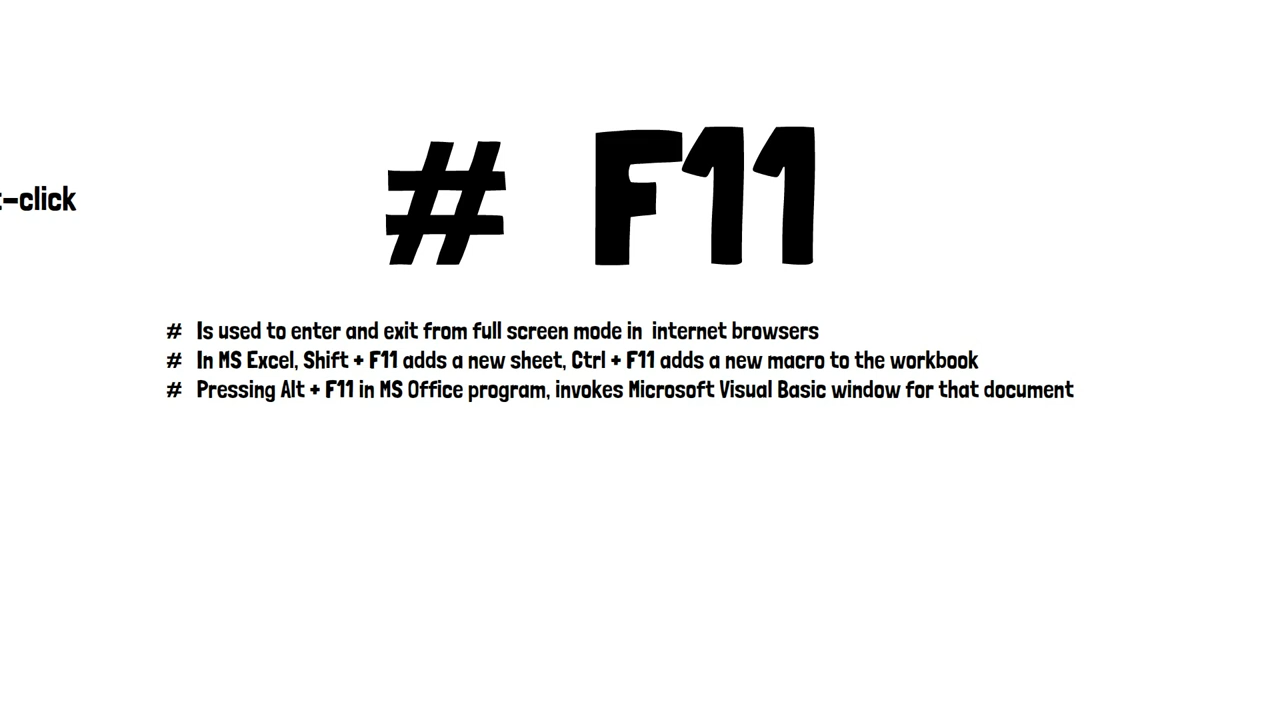 # F11
-click
# Is used to enter and exit from full screen mode in internet browsers
# In MS Excel, Shift + F11 adds a new sheet, Ctrl + F11 adds a new macro to the workbook
# Pressing Alt + F11 in MS Office program, invokes Microsoft Visual Basic window for that document